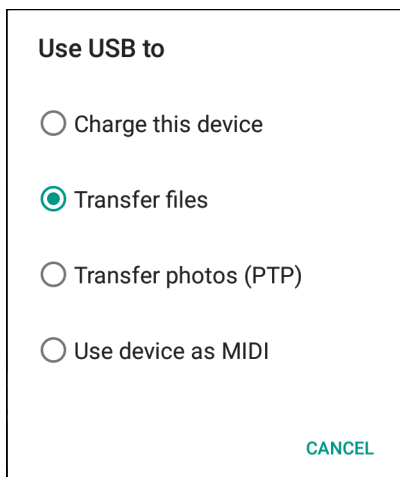 Use USB to
Charge this device
Transfer files
Transfer photos (PTP)
Use device as MIDI
CANCEL